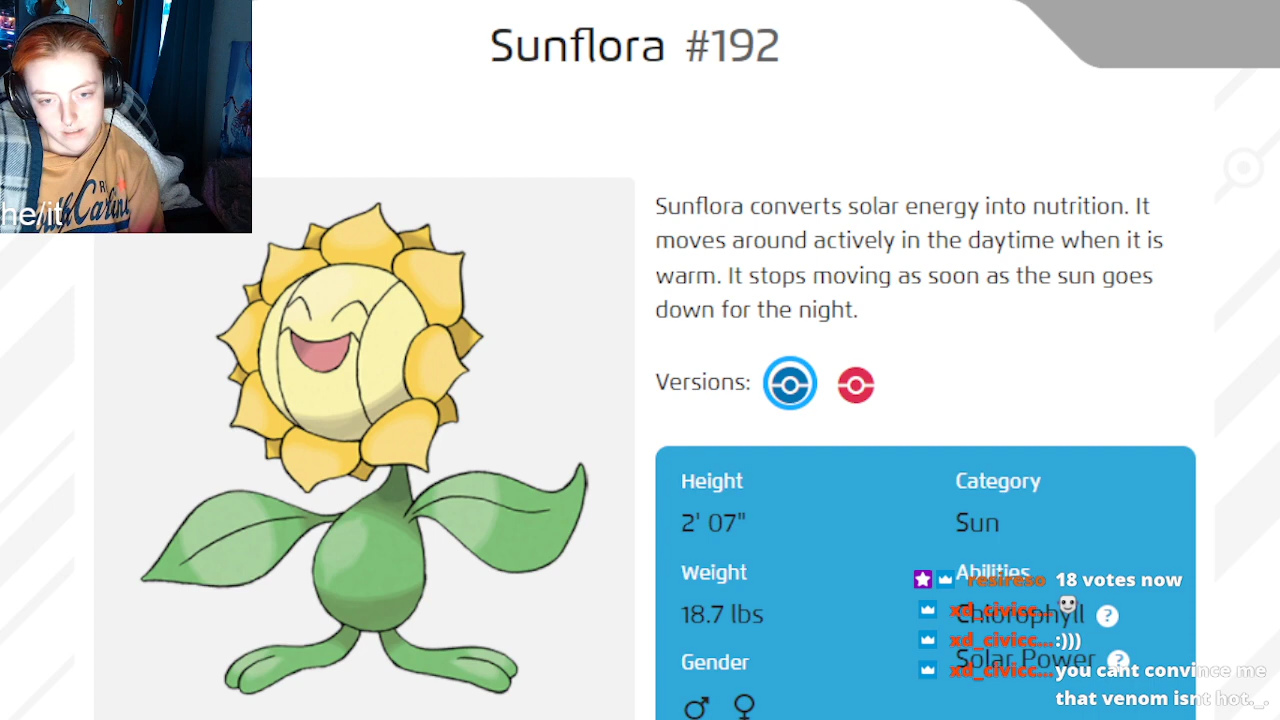 Sunflora #192
he/it
Sunflora converts solar energy into nutrition. It
moves around actively in the daytime when it is
warm. It stops moving as soon as the sun goes
down for the night.
Versions:
Height
2' 07"
Category
Sun
Weight
18.7 lbs
Abilities
Chlorophyll ?
Solar Power ?
Gender
resireso 18 votes now
xd_civicc...
xd_civicc... :)))
xd_civicc... you cant convince me
that venom isnt hot._.